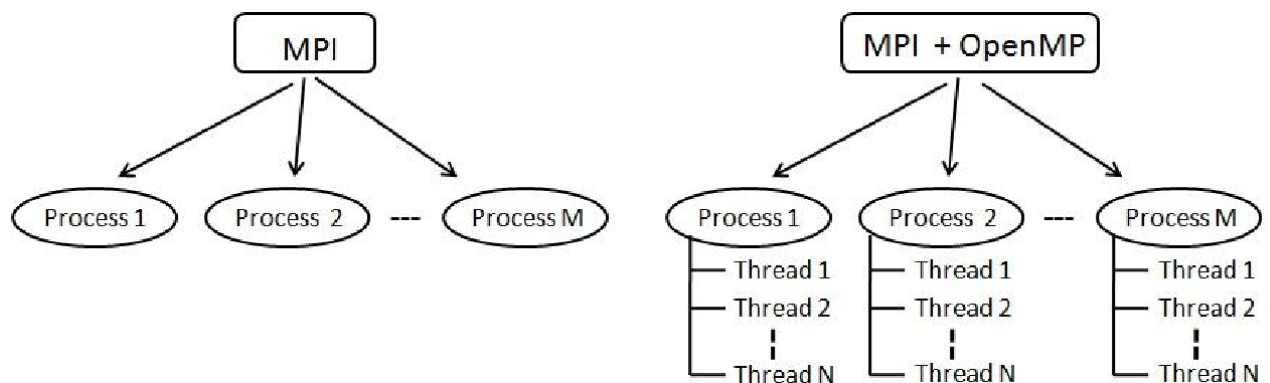 MPI
Process 1
Process 2
---
Process M
MPI + OpenMP
Process 1
Thread 1
Thread 2
Thread N
Process 2
Thread 1
Thread 2
Thread N
---
Process M
Thread 1
Thread 2
Thread N